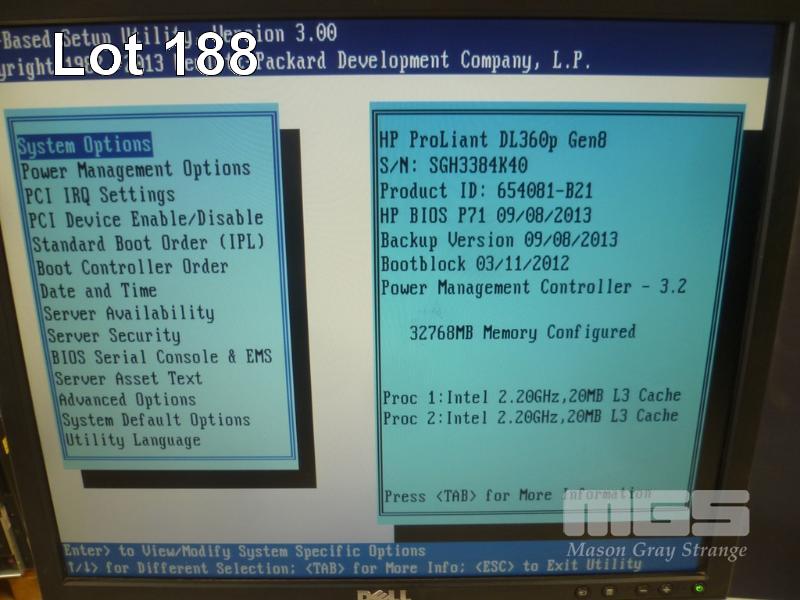 Lot 188
-Based Setup Utility, Version 3.00
Packard Development Company, L.P.
System Options
Power Management Options
PCI IRQ Settings
PCI Device Enable/Disable
Standard Boot Order (IPL)
Boot Controller Order
Date and Time
Server Availability
Server Security
BIOS Serial Console & EMS
Server Asset Text
Advanced Options
System Default Options
Utility Language
HP ProLiant DL360p Gen8
S/N: SGH3384K40
Product ID: 654081-B21
HP BIOS P71 09/08/2013
Backup Version 09/08/2013
Bootblock 03/11/2012
Power Management Controller - 3.2
32768MB Memory Configured
Proc 1:Intel 2.20GHz,20MB L3 Cache
Proc 2:Intel 2.20GHz,20MB L3 Cache
Press <TAB> for More Information
MGS
Mason Gray Strange
Enter> to View/Modify System Specific Options
↑/↓> for Different Selection; <TAB> for More Info; <ESC> to Exit Utility
DELL